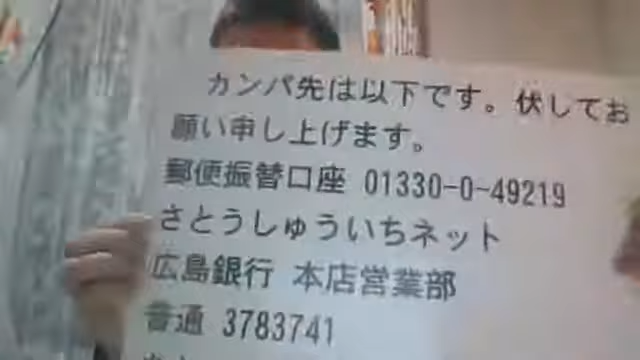 カンパ先は以下です。伏してお
願い申し上げます。
郵便振替口座 01330-0-49219
さとうしゅういちネット
広島銀行 本店営業部
普通 3783741